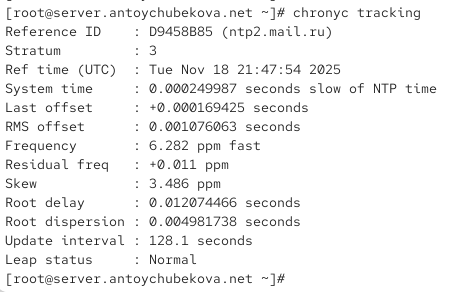 [root@server.antoychubekova.net ~]# chronyc tracking
Reference ID    : D9458B85 (ntp2.mail.ru)
Stratum         : 3
Ref time (UTC)  : Tue Nov 18 21:47:54 2025
System time     : 0.000249987 seconds slow of NTP time
Last offset     : +0.000169425 seconds
RMS offset      : 0.001076063 seconds
Frequency       : 6.282 ppm fast
Residual freq   : +0.011 ppm
Skew            : 3.486 ppm
Root delay      : 0.012074466 seconds
Root dispersion : 0.004981738 seconds
Update interval : 128.1 seconds
Leap status     : Normal
[root@server.antoychubekova.net ~]#